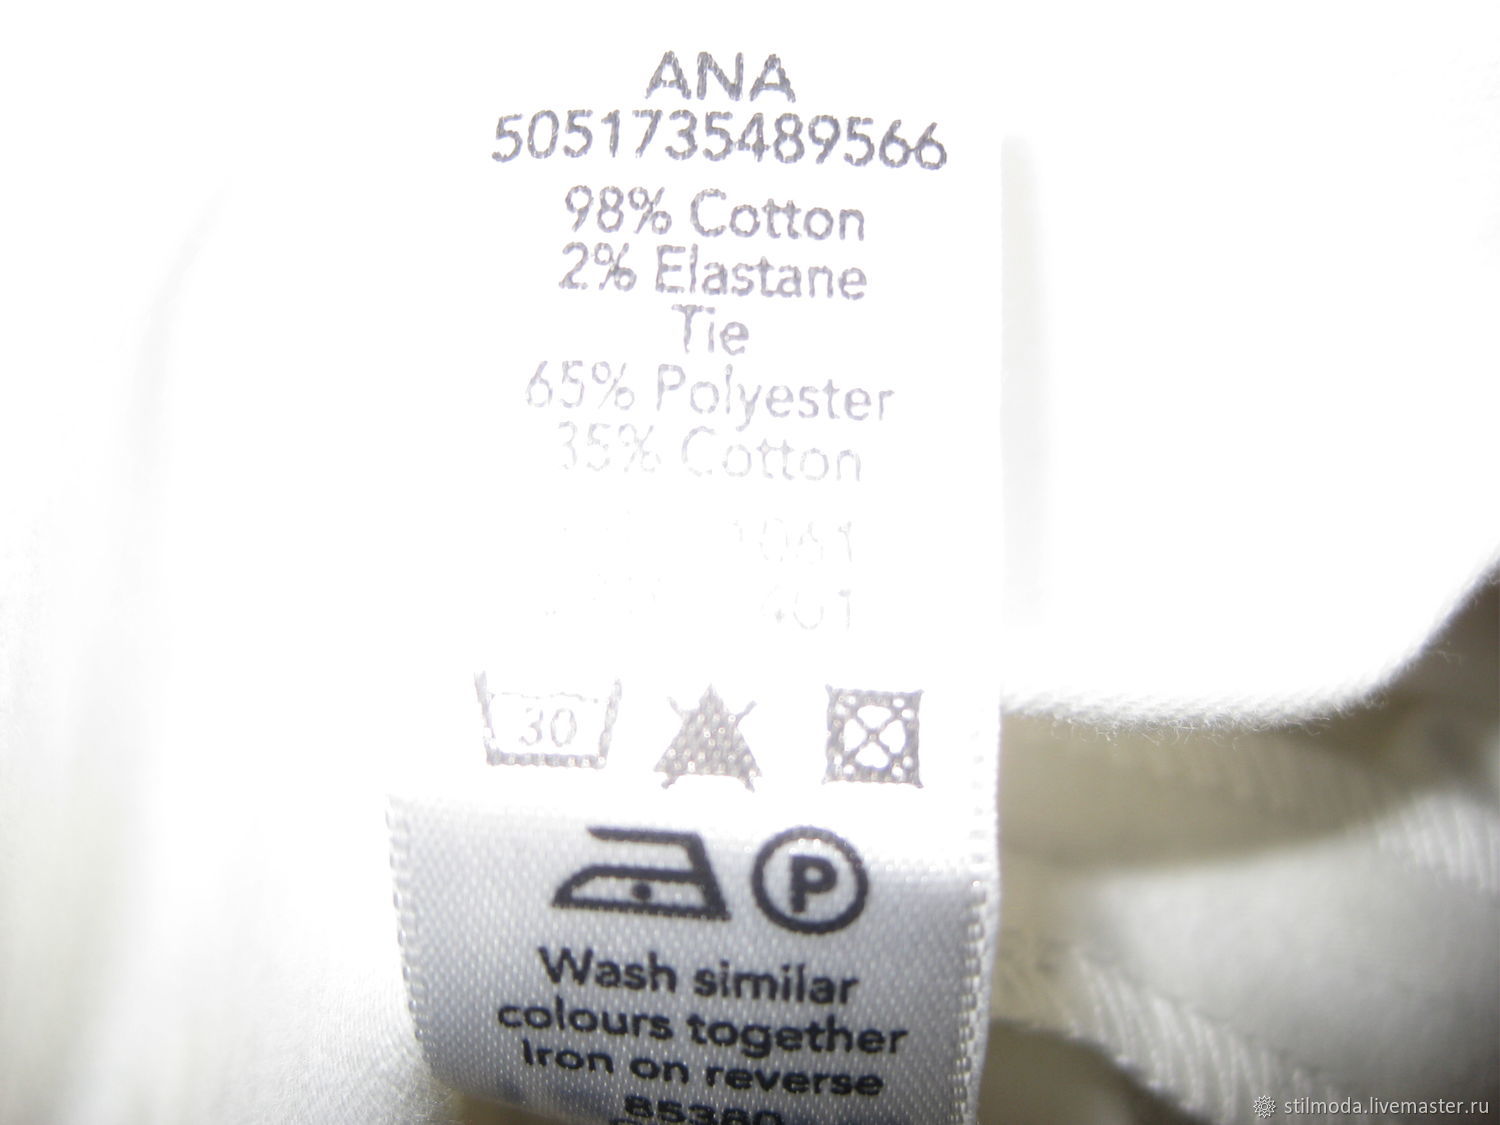 ANA
5051735489566
98% Cotton
2% Elastane
Tie
65% Polyester
35% Cotton
30
P
Wash similar
colours together
Iron on reverse
85380
stilmoda.livemaster.ru